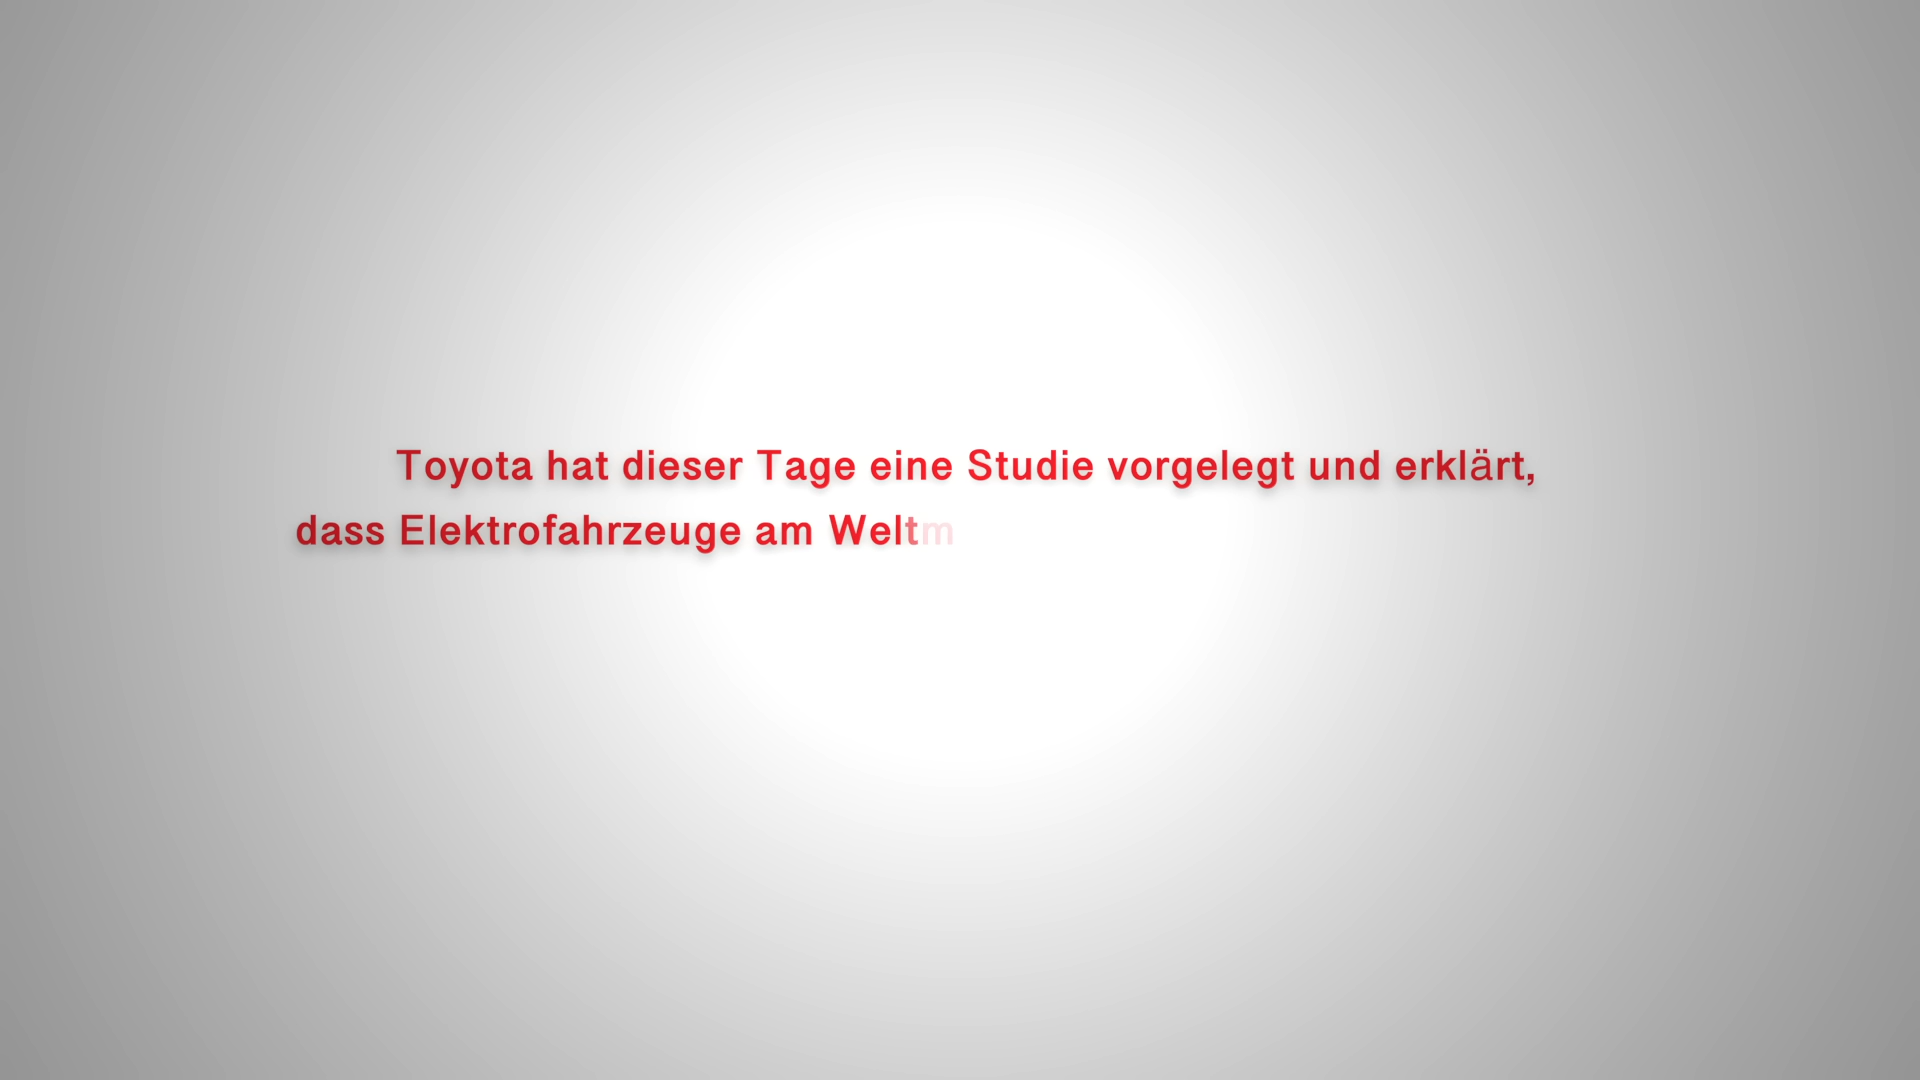 Toyota hat dieser Tage eine Studie vorgelegt und erklärt,
dass Elektrofahrzeuge am Weltm